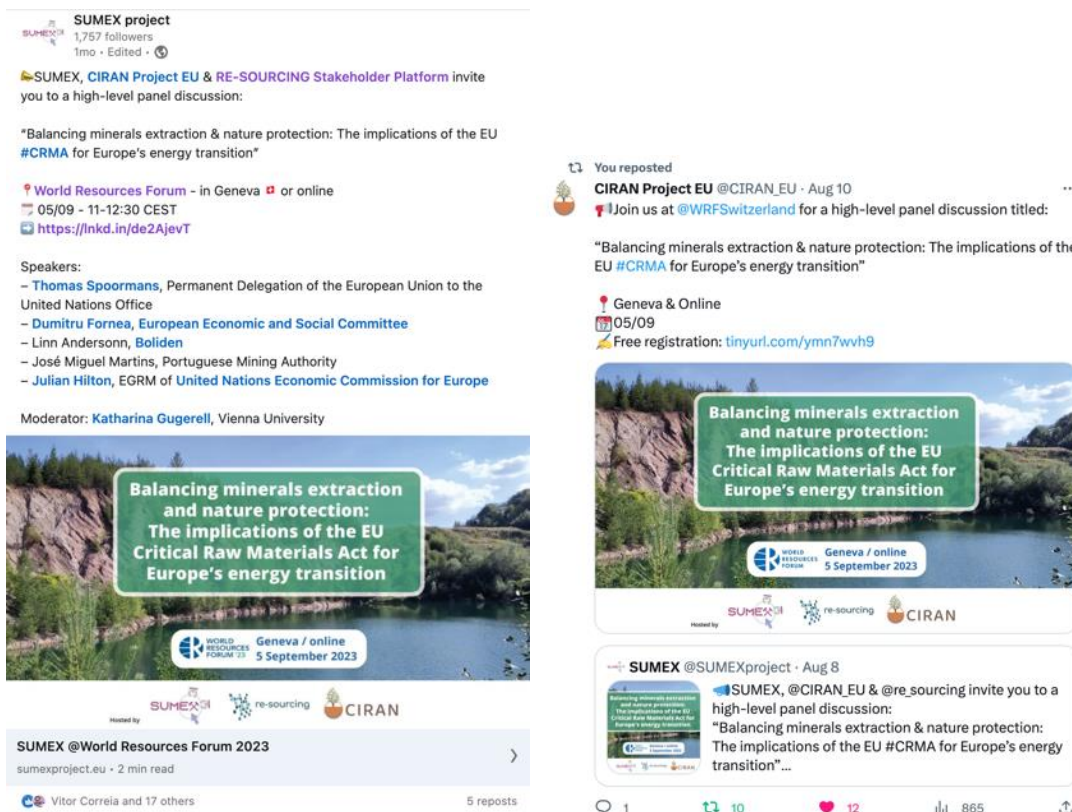 SUMEX project
1,757 followers
1mo • Edited •
SUMEX, CIRAN Project EU & RE-SOURCING Stakeholder Platform invite
you to a high-level panel discussion:
“Balancing minerals extraction & nature protection: The implications of the EU
#CRMA for Europe’s energy transition”
World Resources Forum - in Geneva 🇨🇭 or online
05/09 - 11-12:30 CEST
https://lnkd.in/de2AjevT
Speakers:
– Thomas Spoormans, Permanent Delegation of the European Union to the
United Nations Office
– Dumitru Fornea, European Economic and Social Committee
– Linn Andersonn, Boliden
– José Miguel Martins, Portuguese Mining Authority
– Julian Hilton, EGRM of United Nations Economic Commission for Europe
Moderator: Katharina Gugerell, Vienna University
Balancing minerals extraction
and nature protection:
The implications of the EU
Critical Raw Materials Act for
Europe’s energy transition
WORLD
RESOURCES
FORUM '23
Geneva / online
5 September 2023
Hosted by
SUMEX
re-sourcing
CIRAN
SUMEX @World Resources Forum 2023
sumexproject.eu • 2 min read
Vitor Correia and 17 others
5 reposts
You reposted
CIRAN Project EU @CIRAN_EU · Aug 10
Join us at @WRFSwitzerland for a high-level panel discussion titled:
“Balancing minerals extraction & nature protection: The implications of the
EU #CRMA for Europe’s energy transition”
Geneva & Online
05/09
Free registration: tinyurl.com/ymn7wvh9
Balancing minerals extraction
and nature protection:
The implications of the EU
Critical Raw Materials Act for
Europe’s energy transition
WORLD
RESOURCES
FORUM
Geneva / online
5 September 2023
Hosted by
SUMEX
re-sourcing
CIRAN
SUMEX @SUMEXproject · Aug 8
SUMEX, @CIRAN_EU & @re_sourcing invite you to a
high-level panel discussion:
“Balancing minerals extraction & nature protection:
The implications of the EU #CRMA for Europe’s energy
transition”...
1
10
12
865